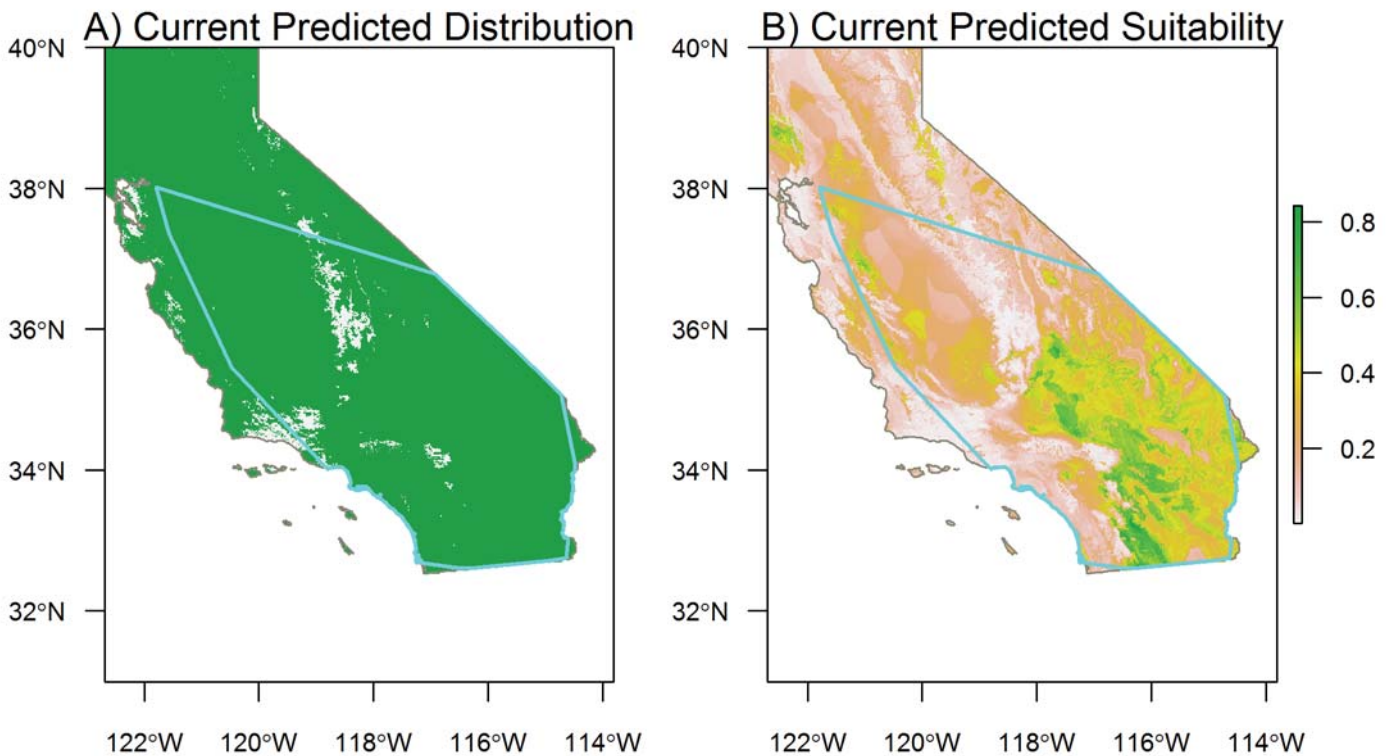 A) Current Predicted Distribution
40°N
38°N
36°N
34°N
32°N
122°W 120°W 118°W 116°W 114°W
B) Current Predicted Suitability
40°N
38°N
36°N
34°N
32°N
122°W 120°W 118°W 116°W 114°W
0.8
0.6
0.4
0.2